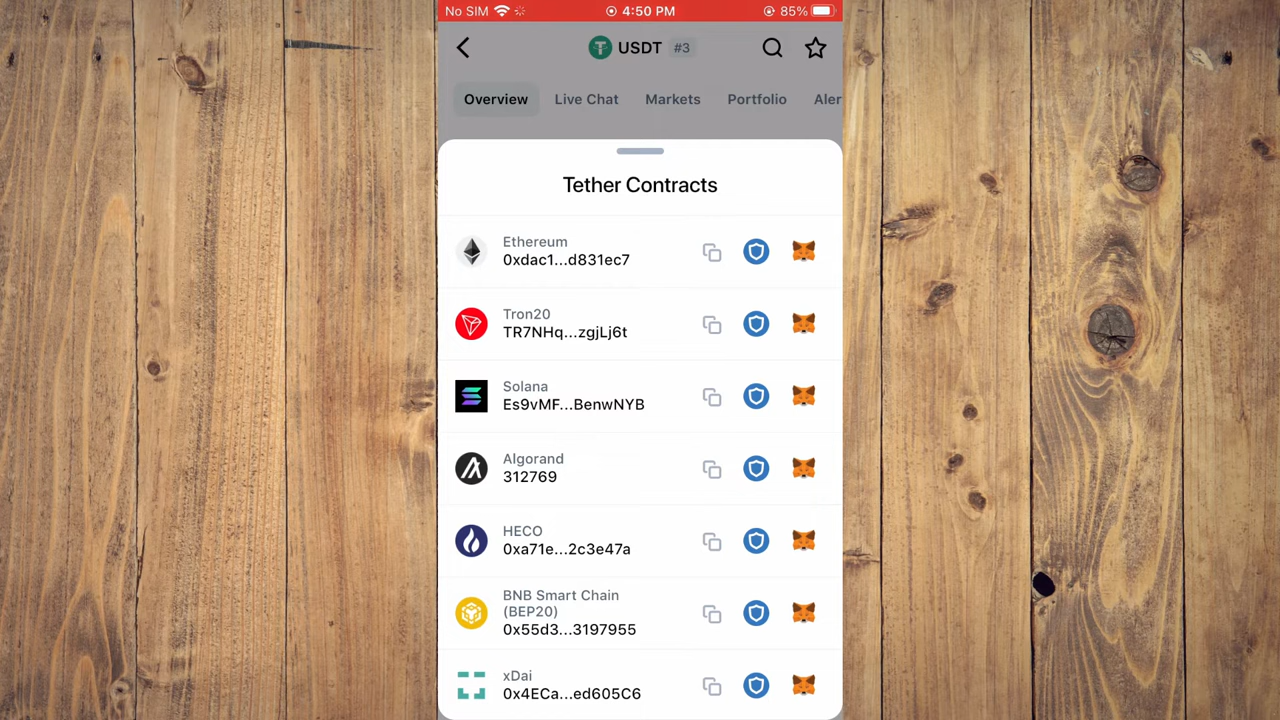 No SIM
4:50 PM
85%
USDT #3
Overview Live Chat Markets Portfolio Aler
Tether Contracts
Ethereum
0xdac1...d831ec7
Tron20
TR7NHq...zgjLj6t
Solana
Es9vMF...BenwNYB
Algorand
312769
HECO
0xa71e...2c3e47a
BNB Smart Chain
(BEP20)
0x55d3...3197955
xDai
0x4ECa...ed605C6